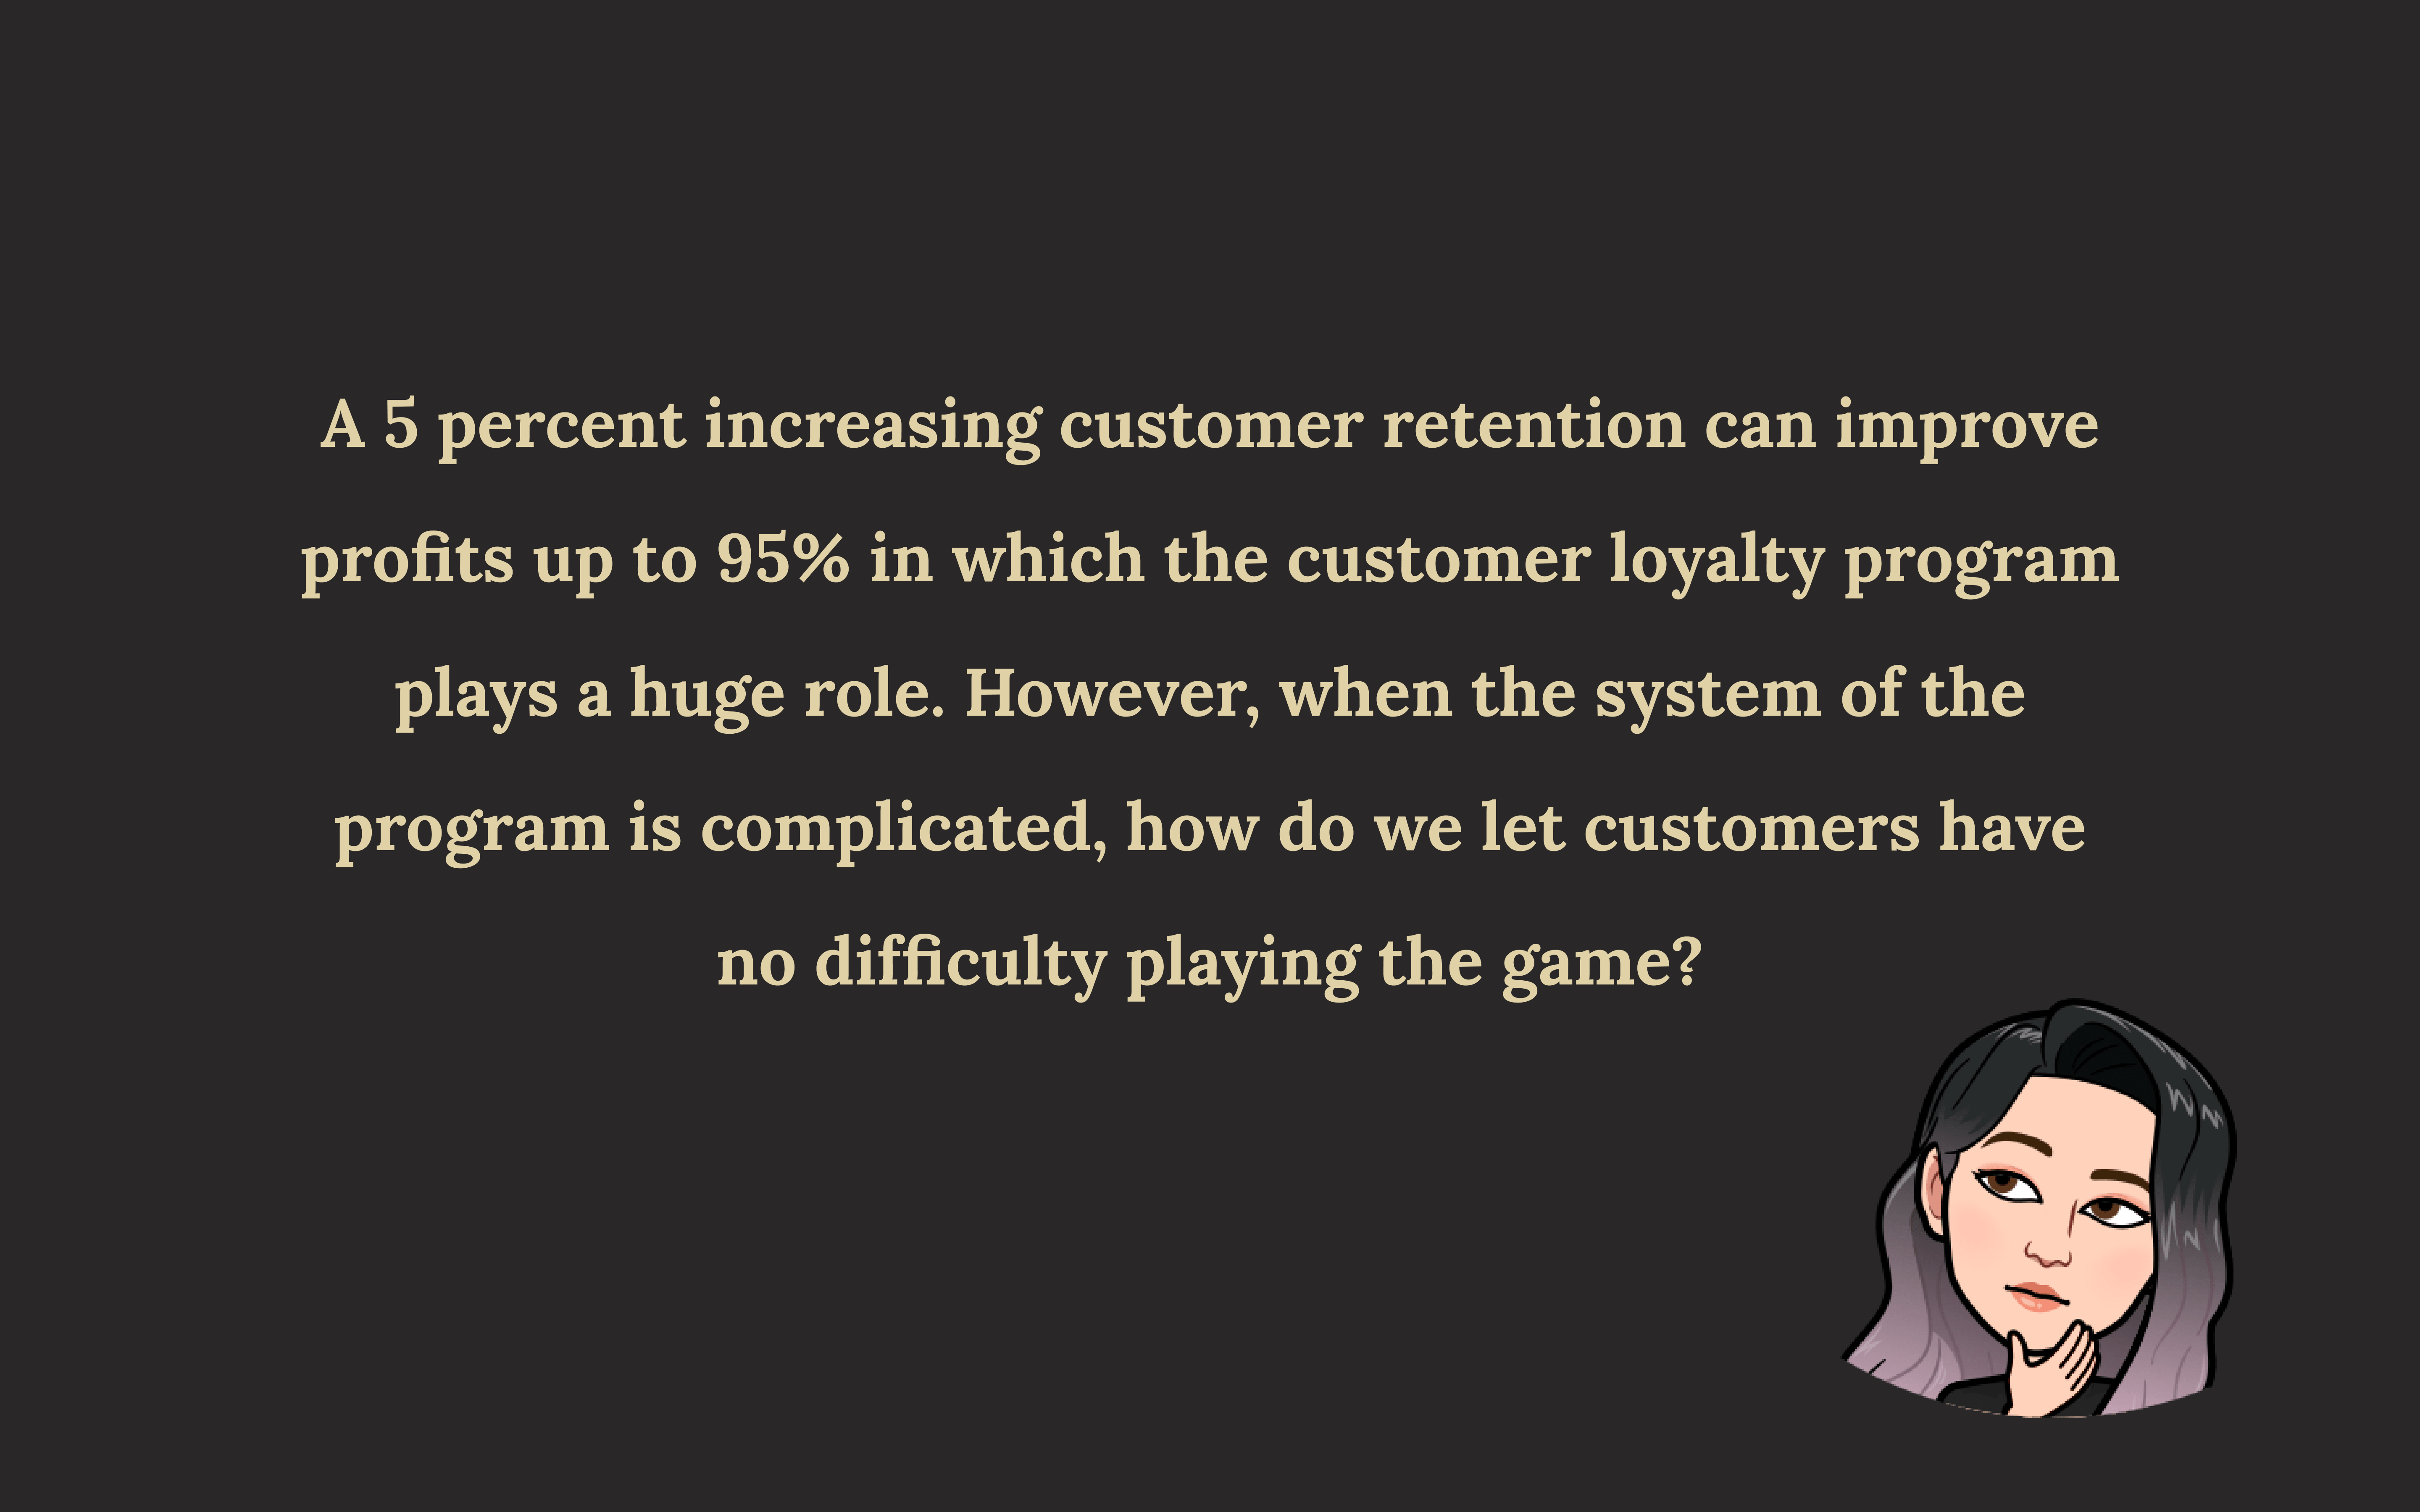 A 5 percent increasing customer retention can improve
profits up to 95% in which the customer loyalty program
plays a huge role. However, when the system of the
program is complicated, how do we let customers have
no difficulty playing the game?